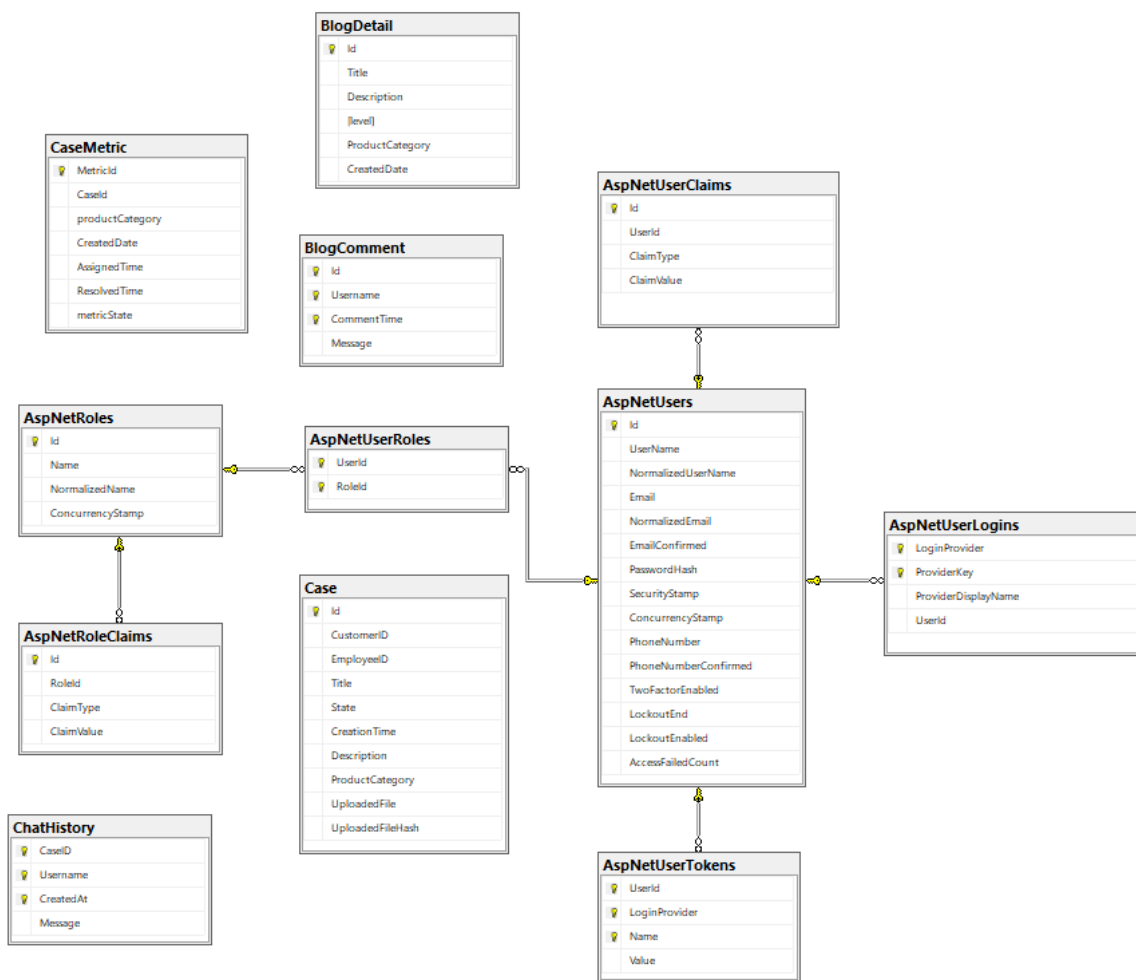 BlogDetail
Id
Title
Description
[level]
ProductCategory
CreatedDate
CaseMetric
MetricId
CaseId
productCategory
CreatedDate
AssignedTime
ResolvedTime
metricState
AspNetUserClaims
Id
UserId
ClaimType
ClaimValue
BlogComment
Id
Username
CommentTime
Message
AspNetRoles
Id
Name
NormalizedName
ConcurrencyStamp
AspNetUserRoles
UserId
RoleId
AspNetUsers
Id
UserName
NormalizedUserName
Email
NormalizedEmail
EmailConfirmed
PasswordHash
SecurityStamp
ConcurrencyStamp
PhoneNumber
PhoneNumberConfirmed
TwoFactorEnabled
LockoutEnd
LockoutEnabled
AccessFailedCount
AspNetUserLogins
LoginProvider
ProviderKey
ProviderDisplayName
UserId
Case
Id
CustomerID
EmployeeID
Title
State
CreationTime
Description
ProductCategory
UploadedFile
UploadedFileHash
AspNetRoleClaims
Id
RoleId
ClaimType
ClaimValue
ChatHistory
CaseID
Username
CreatedAt
Message
AspNetUserTokens
UserId
LoginProvider
Name
Value